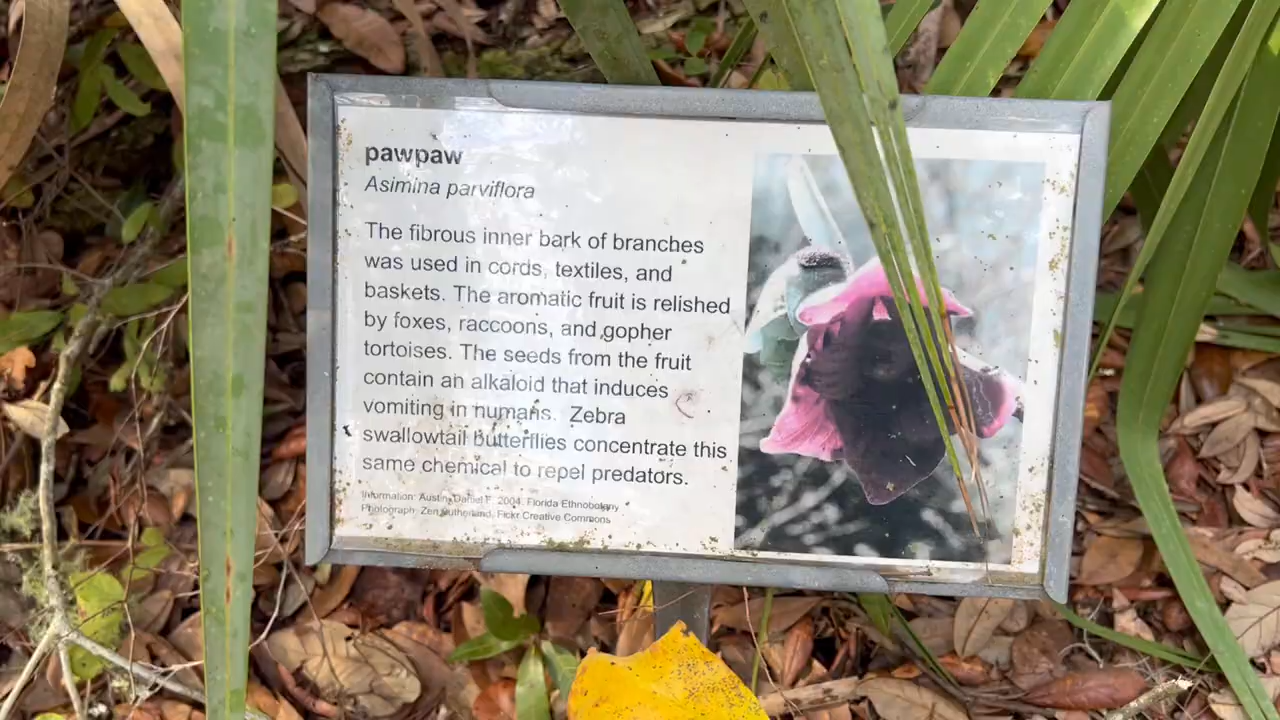 pawpaw
Asimina parviflora
The fibrous inner bark of branches
was used in cords, textiles, and
baskets. The aromatic fruit is relished
by foxes, raccoons, and gopher
tortoises. The seeds from the fruit
contain an alkaloid that induces
vomiting in humans. Zebra
swallowtail butterflies concentrate this
same chemical to repel predators.
Information: Austin, Daniel F. 2004. Florida Ethnobotany
Photograph: Zen Sutherland, Fickr Creative Commons